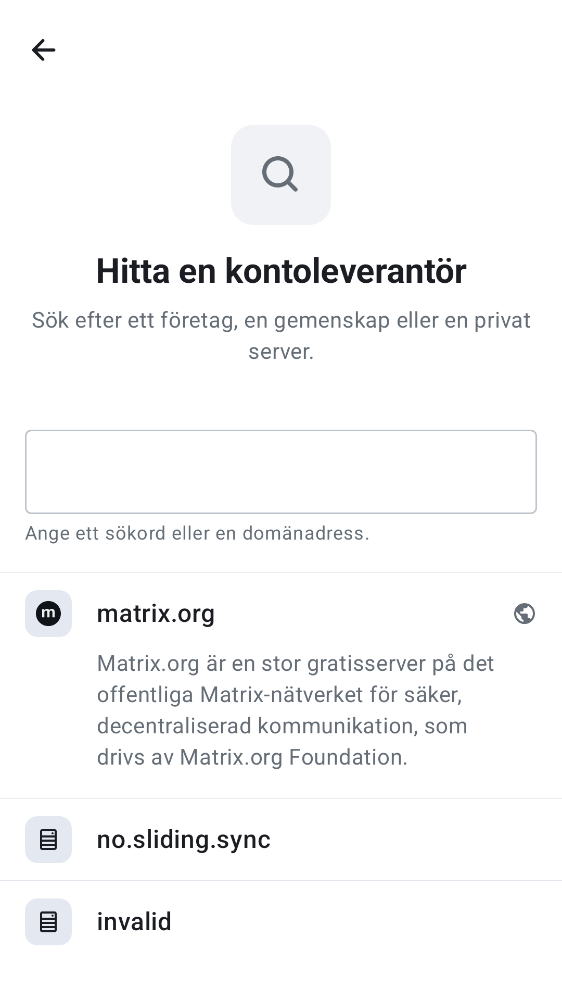 Hitta en kontoleverantör
Sök efter ett företag, en gemenskap eller en privat
server.
Ange ett sökord eller en domänadress.
m
matrix.org
Matrix.org är en stor gratisserver på det
offentliga Matrix-nätverket för säker,
decentraliserad kommunikation, som
drivs av Matrix.org Foundation.
no.sliding.sync
invalid